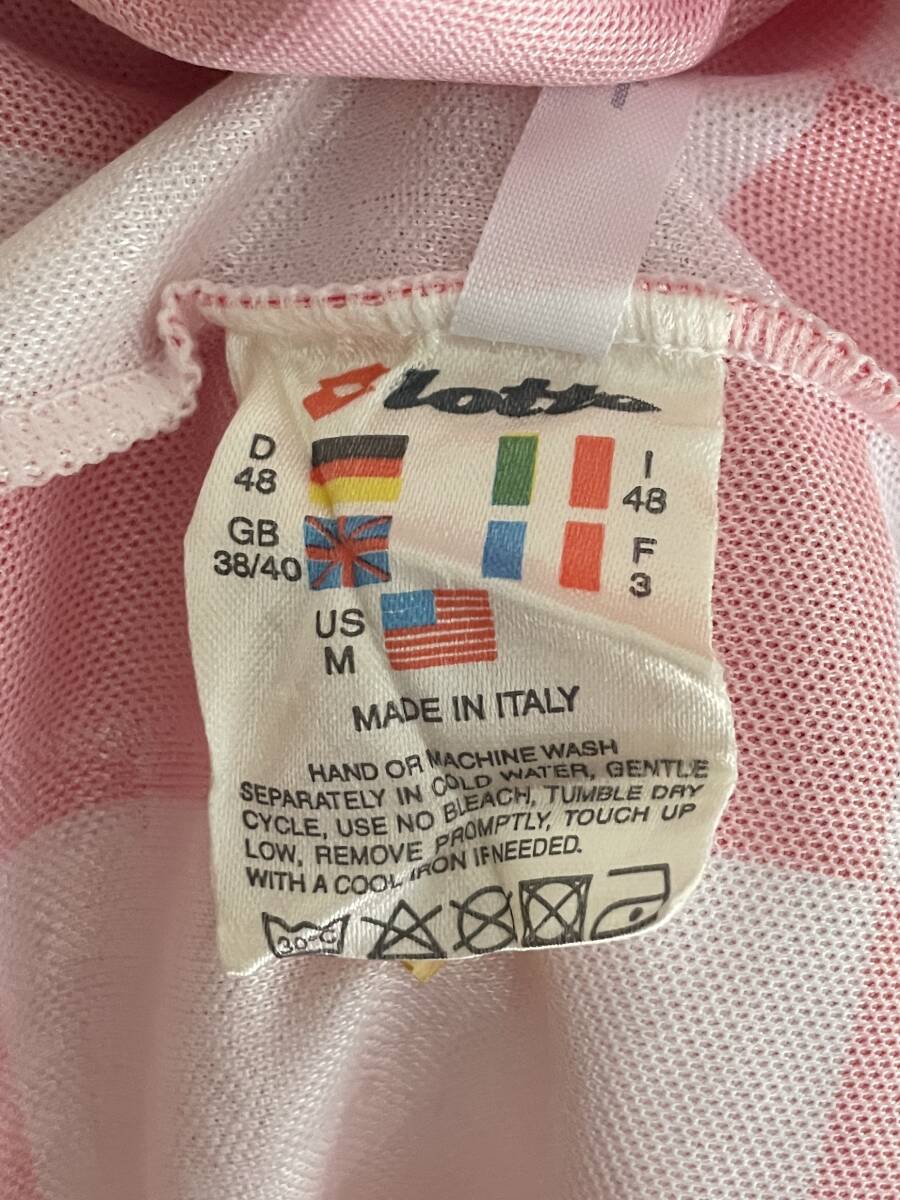 lotto
D
48
I
48
GB
38/40
F
3
US
M
MADE IN ITALY
HAND OR MACHINE WASH
SEPARATELY IN COLD WATER, GENTLE
CYCLE, USE NO BLEACH, TUMBLE DRY
LOW, REMOVE PROMPTLY, TOUCH UP
WITH A COOL IRON IF NEEDED.
30°C